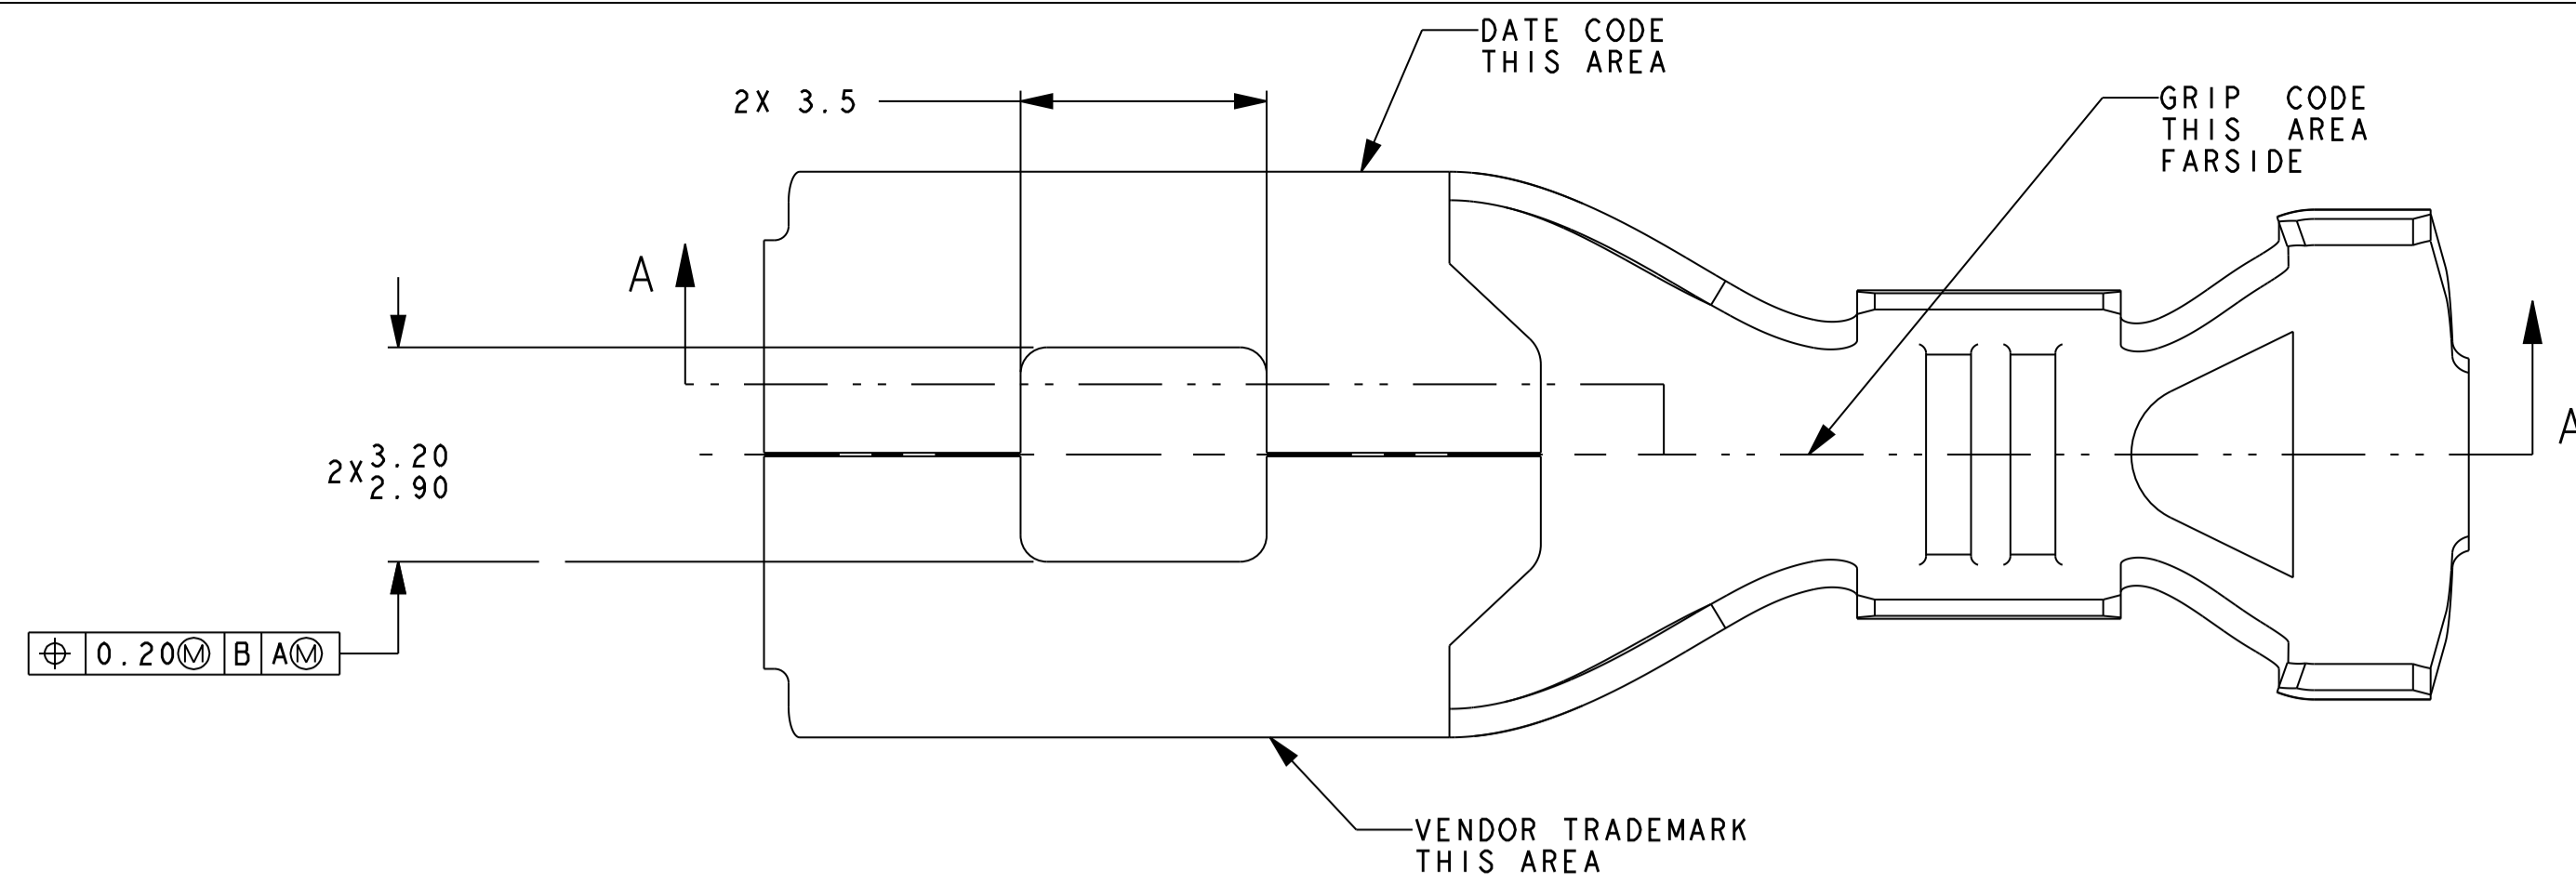 DATE CODE
THIS AREA
2X 3.5
GRIP CODE
THIS AREA
FARSIDE
A
A
2X 3.20
2.90
⌖ 0.20Ⓜ B AⓂ
VENDOR TRADEMARK
THIS AREA